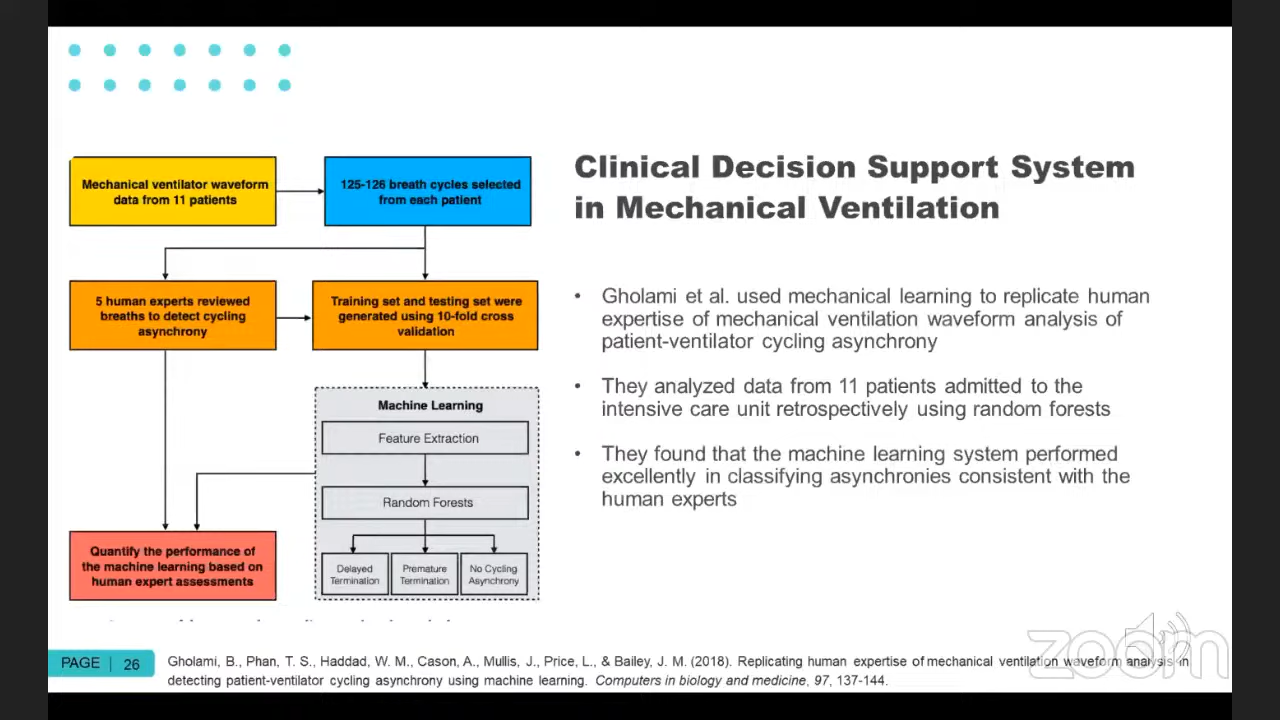 Clinical Decision Support System
in Mechanical Ventilation
Mechanical ventilator waveform
data from 11 patients
125-126 breath cycles selected
from each patient
5 human experts reviewed
breaths to detect cycling
asynchrony
Training set and testing set were
generated using 10-fold cross
validation
Machine Learning
Feature Extraction
Random Forests
Delayed
Termination
Premature
Termination
No Cycling
Asynchrony
Quantify the performance of
the machine learning based on
human expert assessments
• Gholami et al. used mechanical learning to replicate human
expertise of mechanical ventilation waveform analysis of
patient-ventilator cycling asynchrony
• They analyzed data from 11 patients admitted to the
intensive care unit retrospectively using random forests
• They found that the machine learning system performed
excellently in classifying asynchronies consistent with the
human experts
PAGE | 26
Gholami, B., Phan, T. S., Haddad, W. M., Cason, A., Mullis, J., Price, L., & Bailey, J. M. (2018). Replicating human expertise of mechanical ventilation waveform analysis in
detecting patient-ventilator cycling asynchrony using machine learning. Computers in biology and medicine, 97, 137-144.
zoom